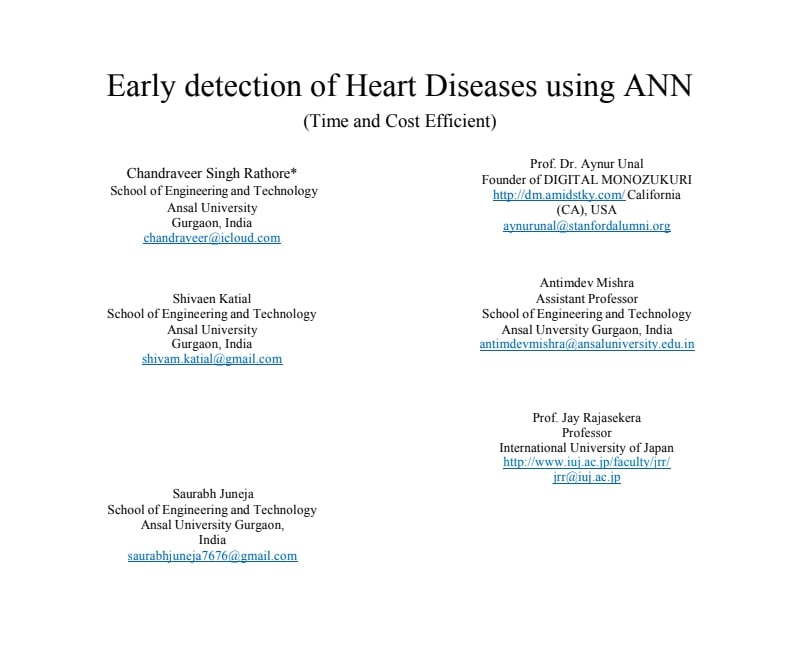 Early detection of Heart Diseases using ANN
(Time and Cost Efficient)
Chandraveer Singh Rathore*
School of Engineering and Technology
Ansal University
Gurgaon, India
chandraveer@icloud.com
Shivaen Katial
School of Engineering and Technology
Ansal University
Gurgaon, India
shivam.katial@gmail.com
Saurabh Juneja
School of Engineering and Technology
Ansal University Gurgaon,
India
saurabhjuneja7676@gmail.com
Prof. Dr. Aynur Unal
Founder of DIGITAL MONOZUKURI
http://dm.amidstky.com/ California
(CA), USA
aynurunal@stanfordalumni.org
Antimdev Mishra
Assistant Professor
School of Engineering and Technology
Ansal Unversity Gurgaon, India
antimdevmishra@ansaluniversity.edu.in
Prof. Jay Rajasekera
Professor
International University of Japan
http://www.iuj.ac.jp/faculty/jrr/
jrr@iuj.ac.jp